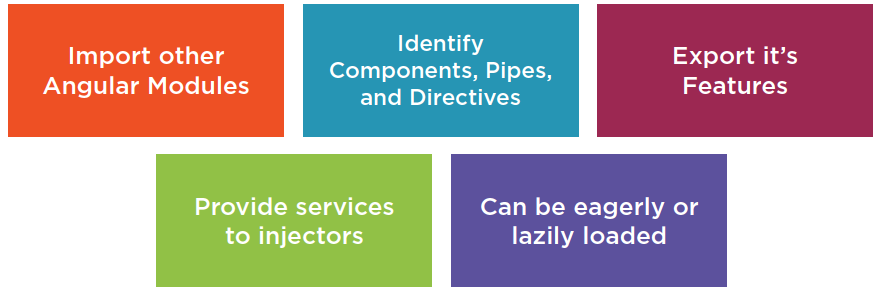 Import other
Angular Modules
Identify
Components, Pipes,
and Directives
Export it's
Features
Provide services
to injectors
Can be eagerly or
lazily loaded